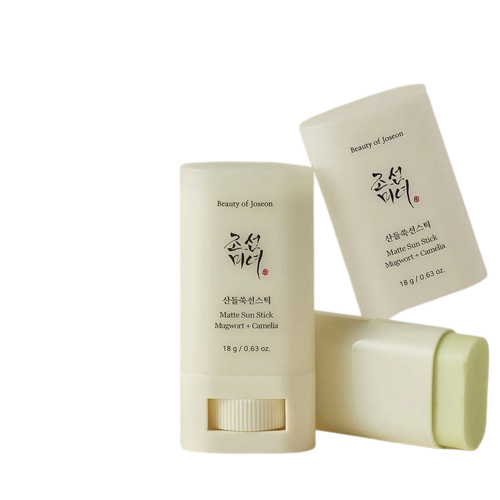 Beauty of Joseon
조선
미녀
산들쑥선스틱
Matte Sun Stick
Mugwort + Camelia
18 g / 0.63 oz.
Beauty of Joseon
조선
미녀
산들쑥선스틱
Matte Sun Stick
Mugwort + Camelia
18 g / 0.63 oz.